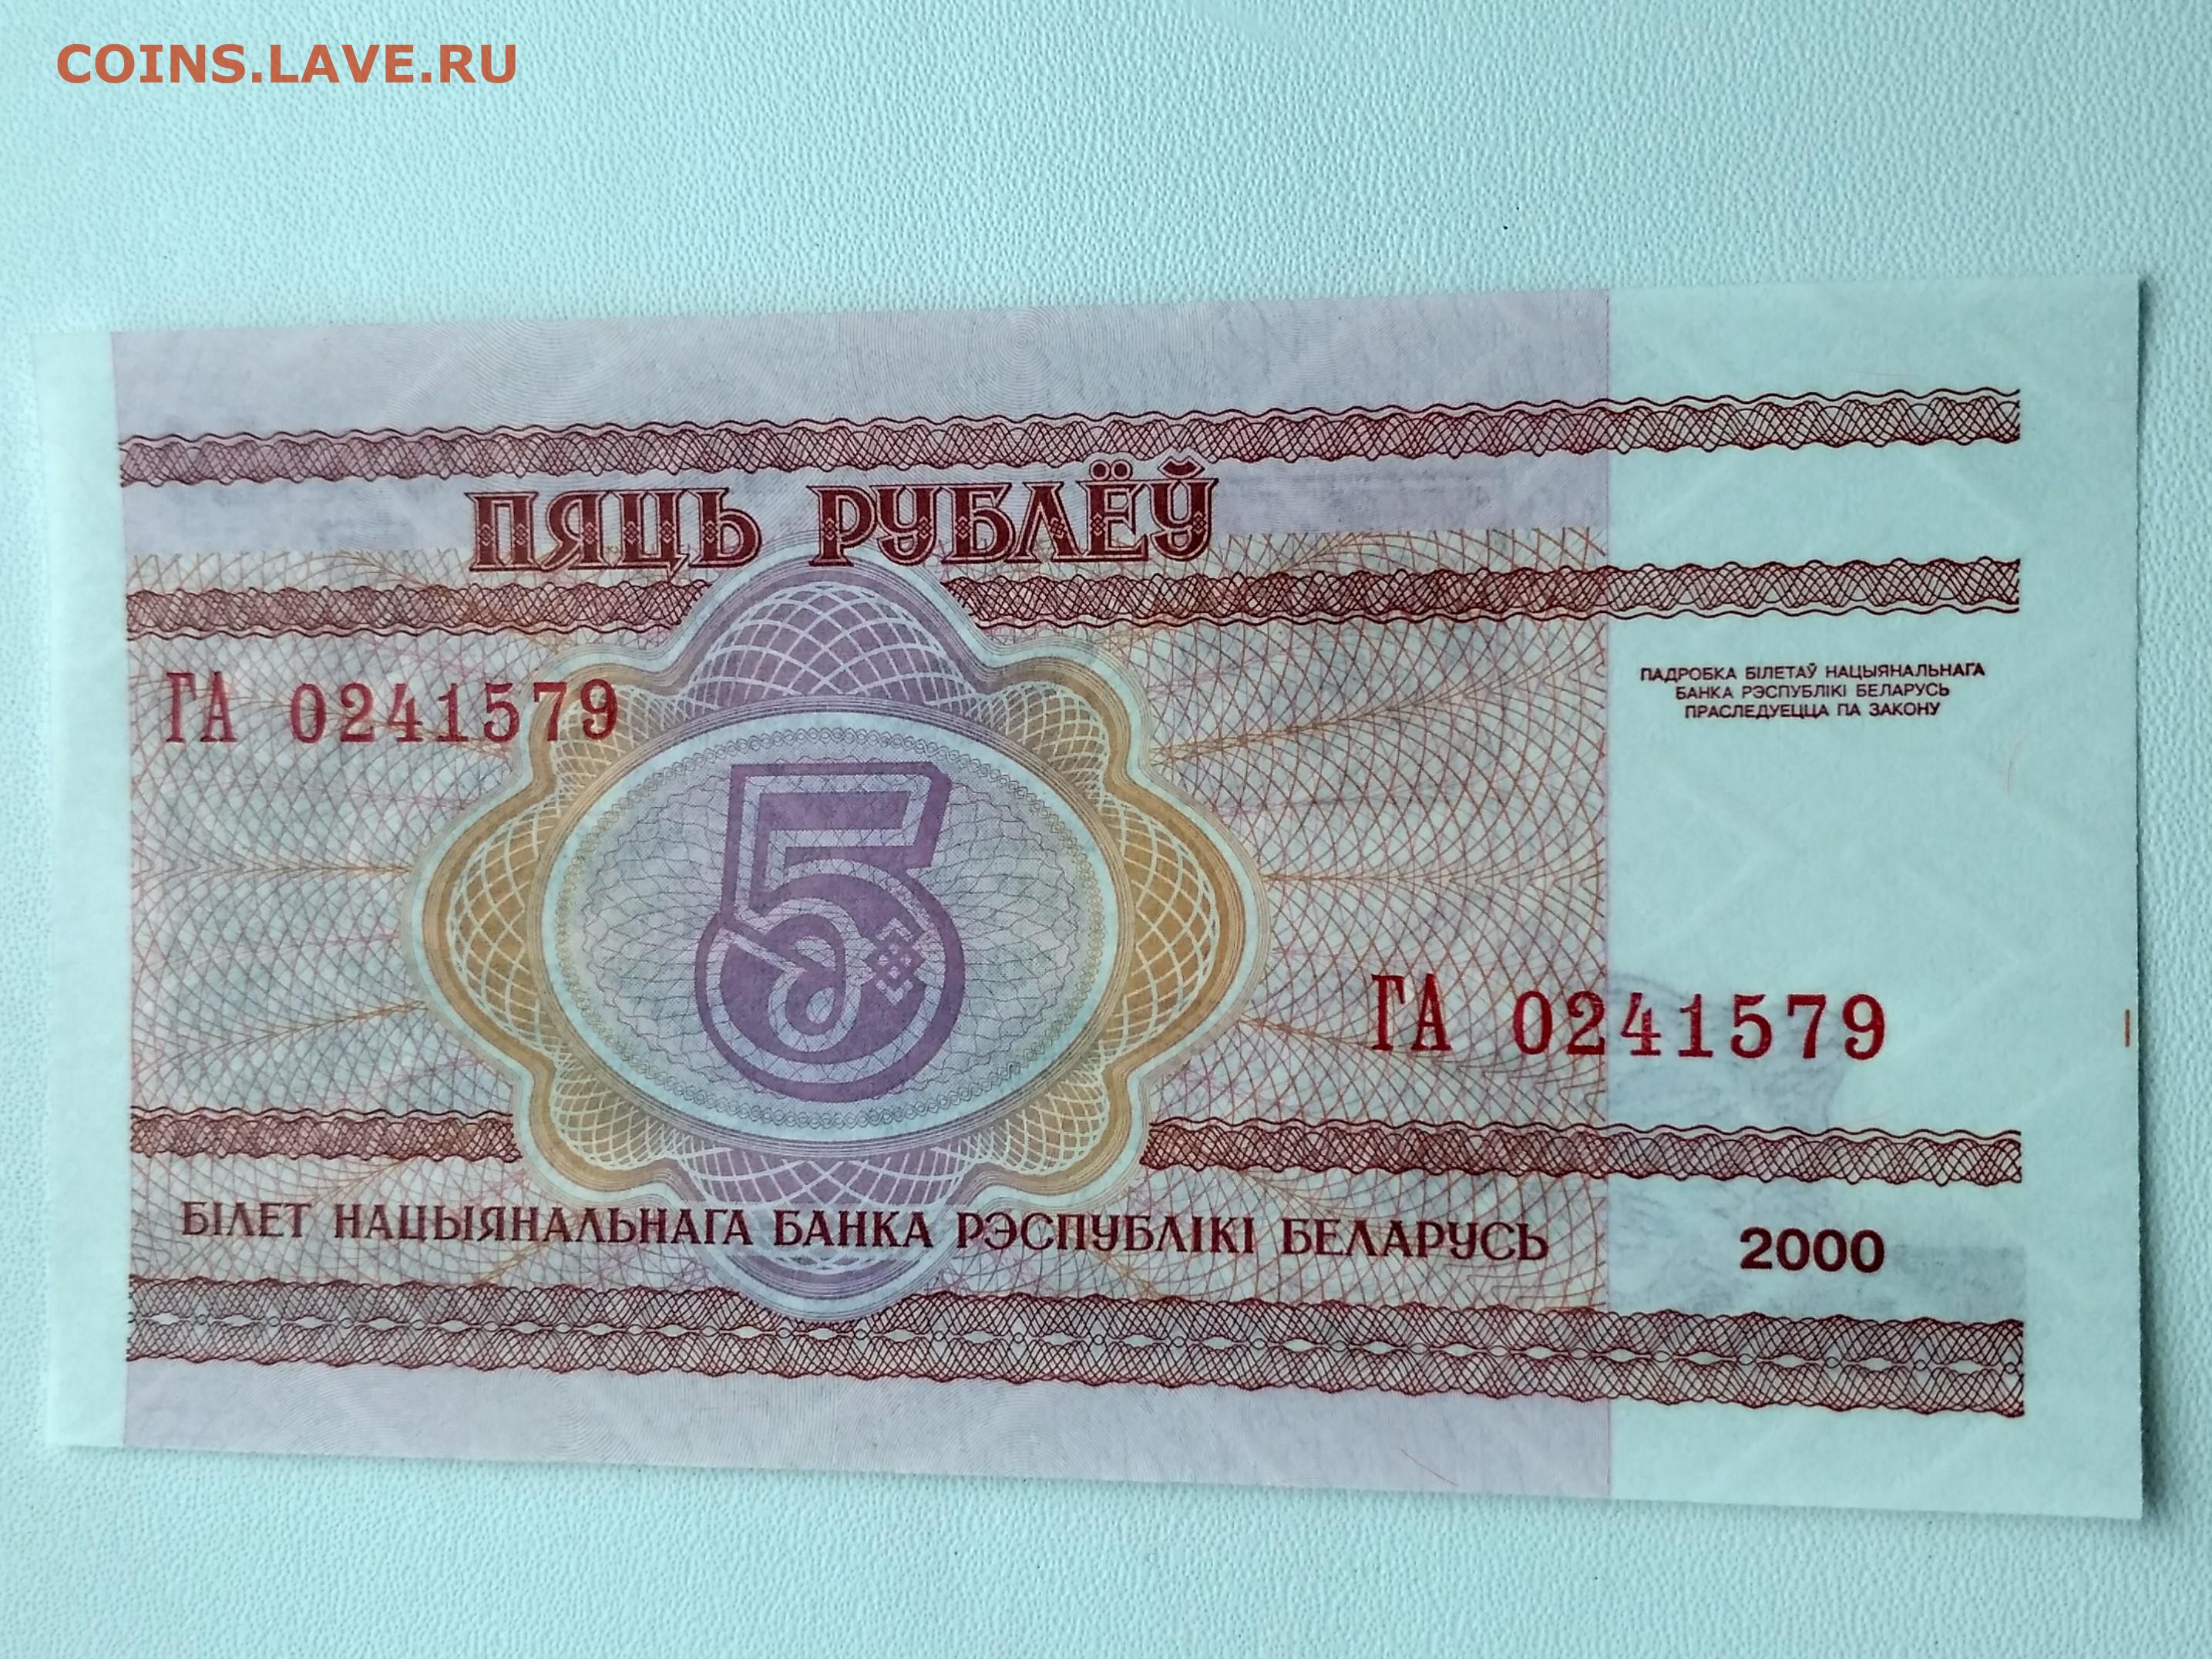 COINS.LAVE.RU
ПЯЦЬ РУБЛЁЎ
ГА 0241579
ПАДРОБКА БІЛЕТАЎ НАЦЫЯНАЛЬНАГА
БАНКА РЭСПУБЛІКІ БЕЛАРУСЬ
ПРАСЛЕДУЕЦЦА ПА ЗАКОНУ
5
ГА 0241579
БІЛЕТ НАЦЫЯНАЛЬНАГА БАНКА РЭСПУБЛІКІ БЕЛАРУСЬ
2000